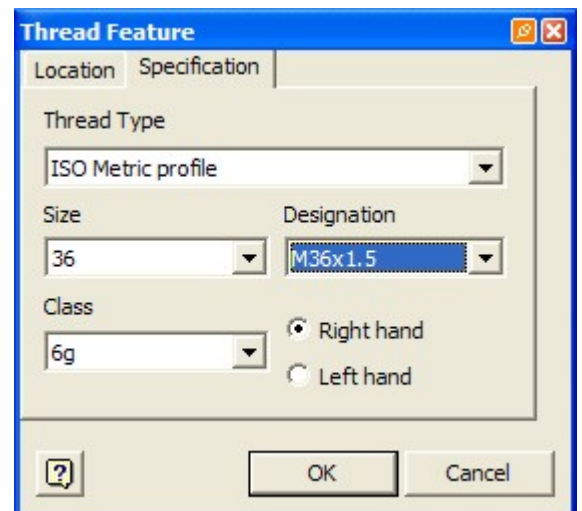 Thread Feature
Location Specification
Thread Type
ISO Metric profile
Size Designation
36 M36x1.5
Class
6g
Right hand
Left hand
? OK Cancel